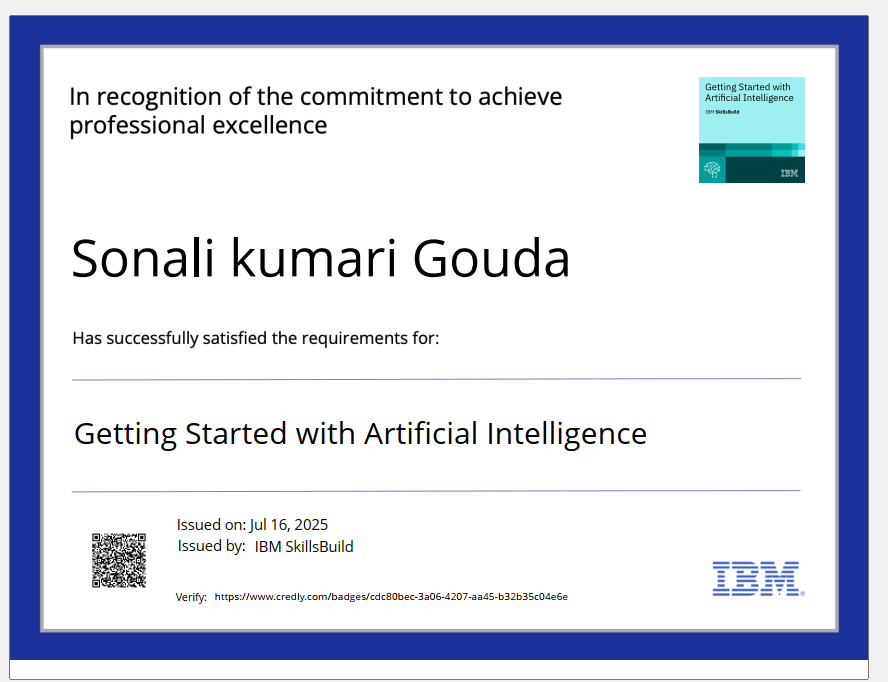 In recognition of the commitment to achieve
professional excellence
Getting Started with
Artificial Intelligence
IBM SkillsBuild
IBM
Sonali kumari Gouda
Has successfully satisfied the requirements for:
Getting Started with Artificial Intelligence
Issued on: Jul 16, 2025
Issued by: IBM SkillsBuild
Verify: https://www.credly.com/badges/cdc80bec-3a06-4207-aa45-b32b35c04e6e
IBM®